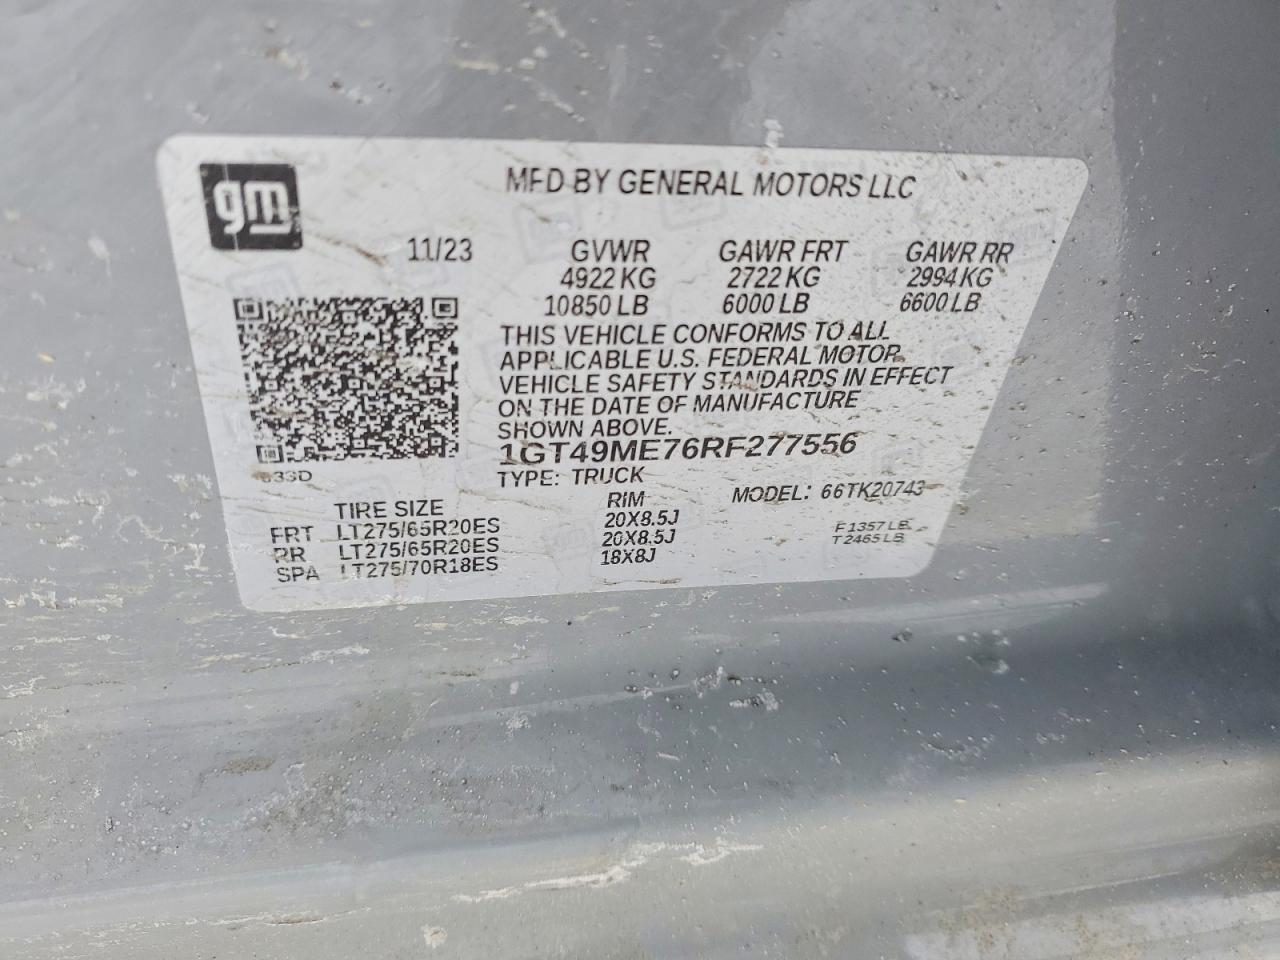 gm
MFD BY GENERAL MOTORS LLC
11/23 GVWR GAWR FRT GAWR RR
4922 KG 2722 KG 2994 KG
10850 LB 6000 LB 6600 LB
THIS VEHICLE CONFORMS TO ALL
APPLICABLE U.S. FEDERAL MOTOR
VEHICLE SAFETY STANDARDS IN EFFECT
ON THE DATE OF MANUFACTURE
SHOWN ABOVE.
1GT49ME76RF277556
TYPE: TRUCK MODEL: 66TK20743
TIRE SIZE RIM
FRT LT275/65R20ES 20X8.5J F1357 LB
RR LT275/65R20ES 20X8.5J T2465 LB
SPA LT275/70R18ES 18X8J